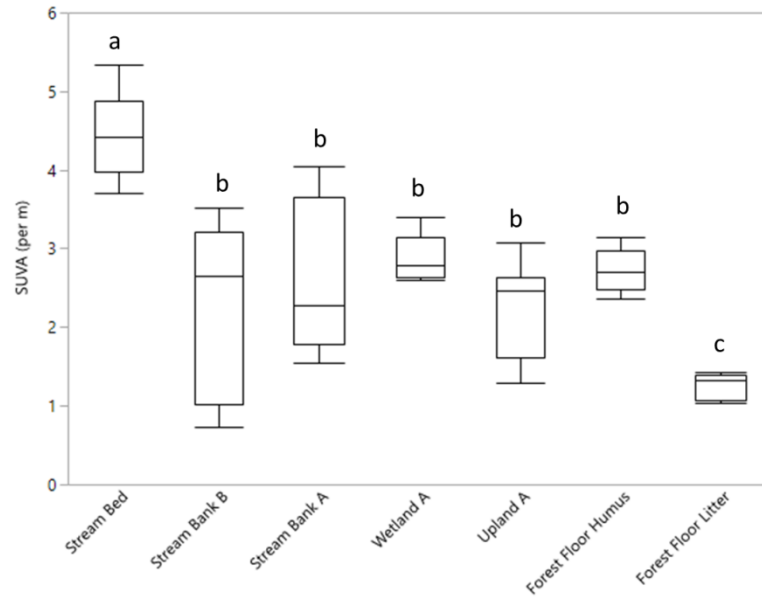 6
5
4
3
2
1
0
SUVA (per m)
a
b
b
b
b
b
c
Stream Bed
Stream Bank B
Stream Bank A
Wetland A
Upland A
Forest Floor Humus
Forest Floor Litter